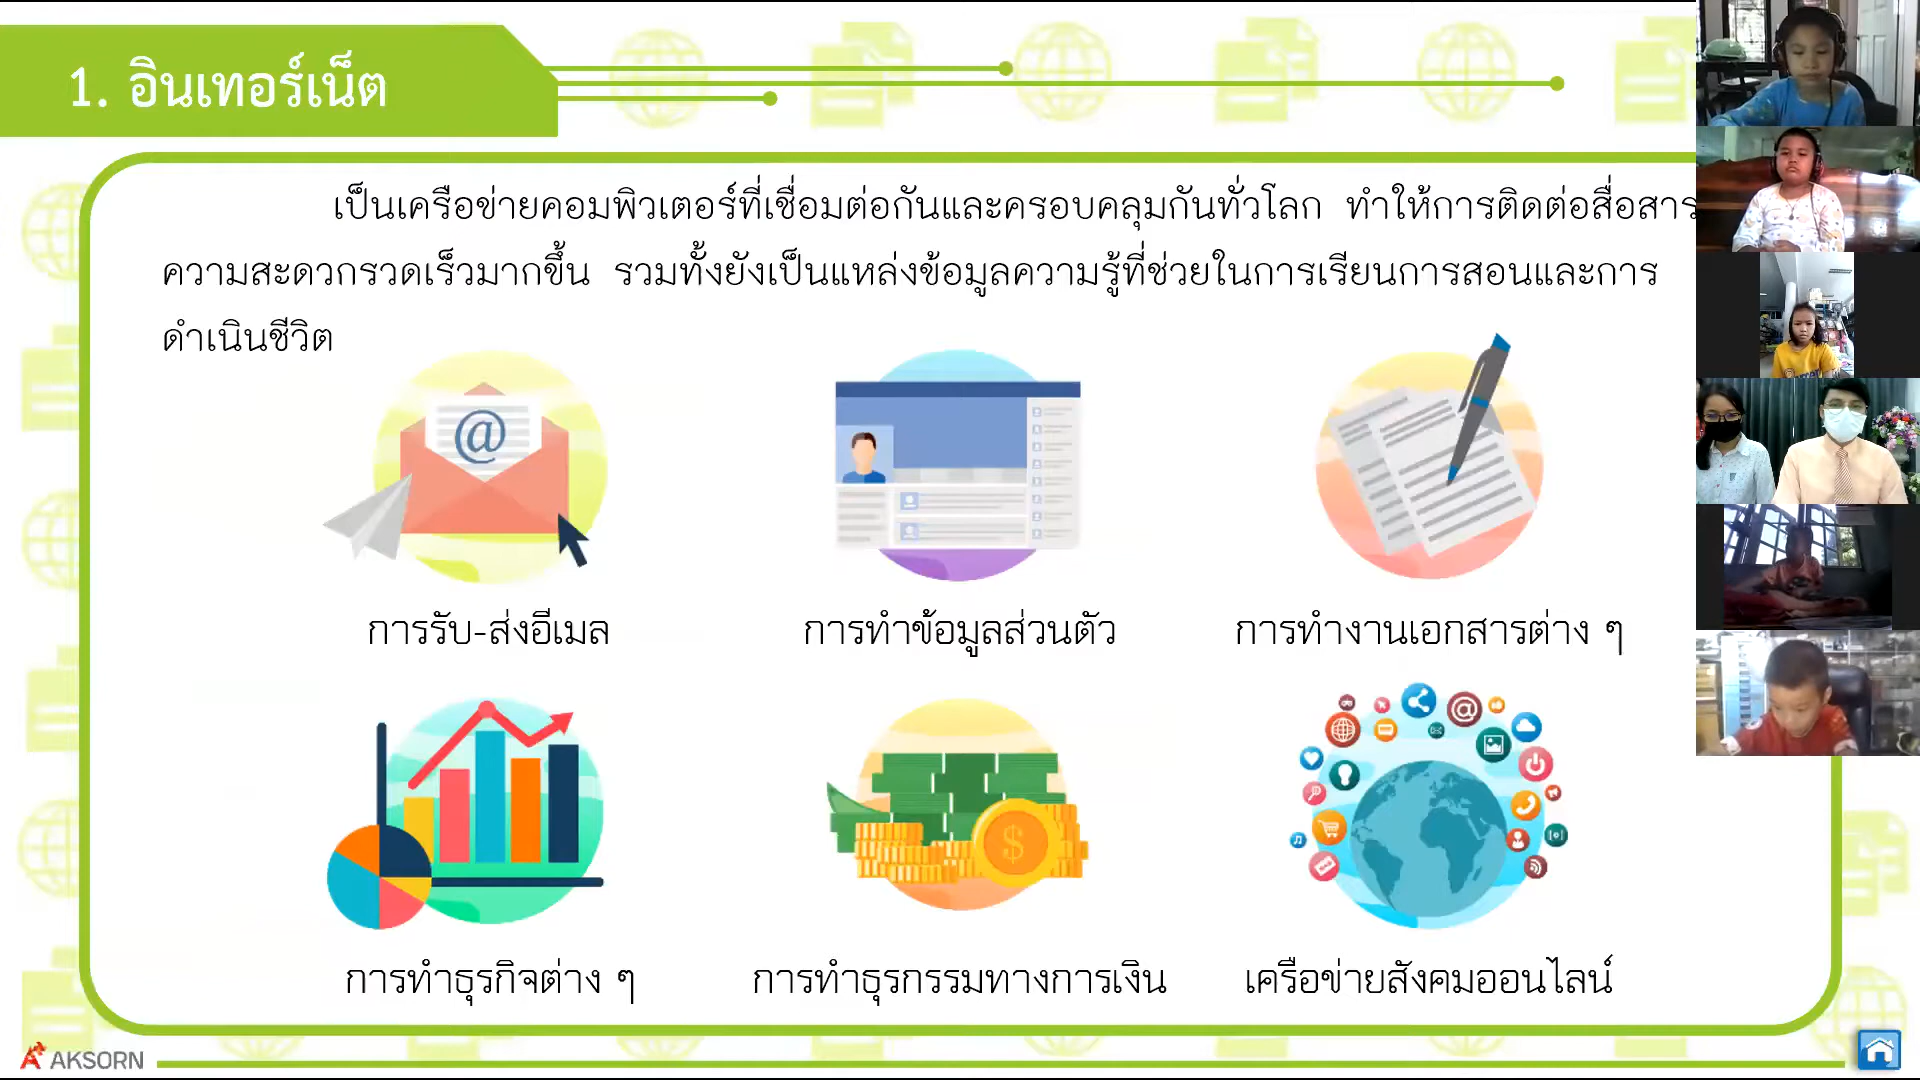 1. อินเทอร์เน็ต
เป็นเครือข่ายคอมพิวเตอร์ที่เชื่อมต่อกันและครอบคลุมกันทั่วโลก ทำให้การติดต่อสื่อสาร
ความสะดวกรวดเร็วมากขึ้น รวมทั้งยังเป็นแหล่งข้อมูลความรู้ที่ช่วยในการเรียนการสอนและการ
ดำเนินชีวิต
@
การรับ-ส่งอีเมล
การทำข้อมูลส่วนตัว
การทำงานเอกสารต่าง ๆ
$
@
การทำธุรกิจต่าง ๆ
การทำธุรกรรมทางการเงิน
เครือข่ายสังคมออนไลน์
AKSORN